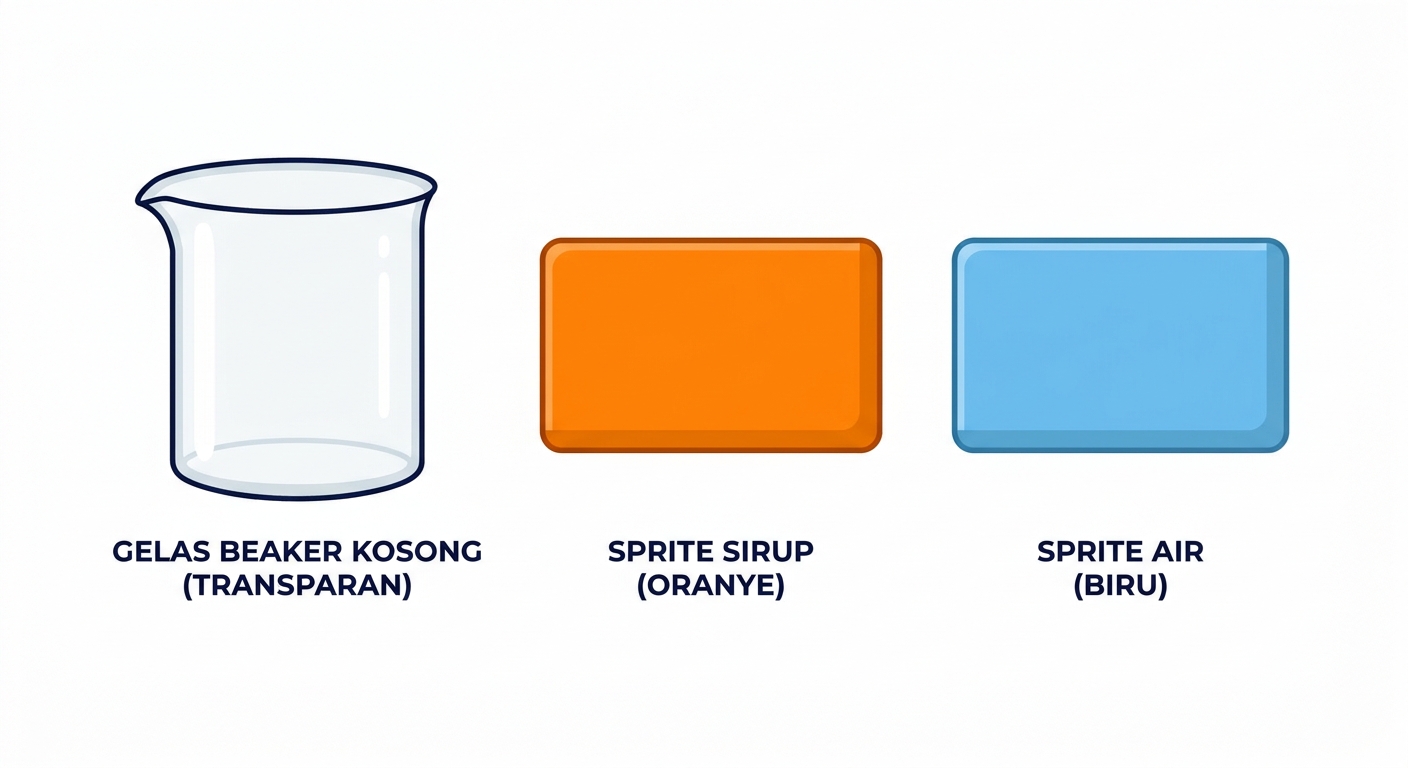 GELAS BEAKER KOSONG
(TRANSPARAN)
SPRITE SIRUP
(ORANYE)
SPRITE AIR
(BIRU)